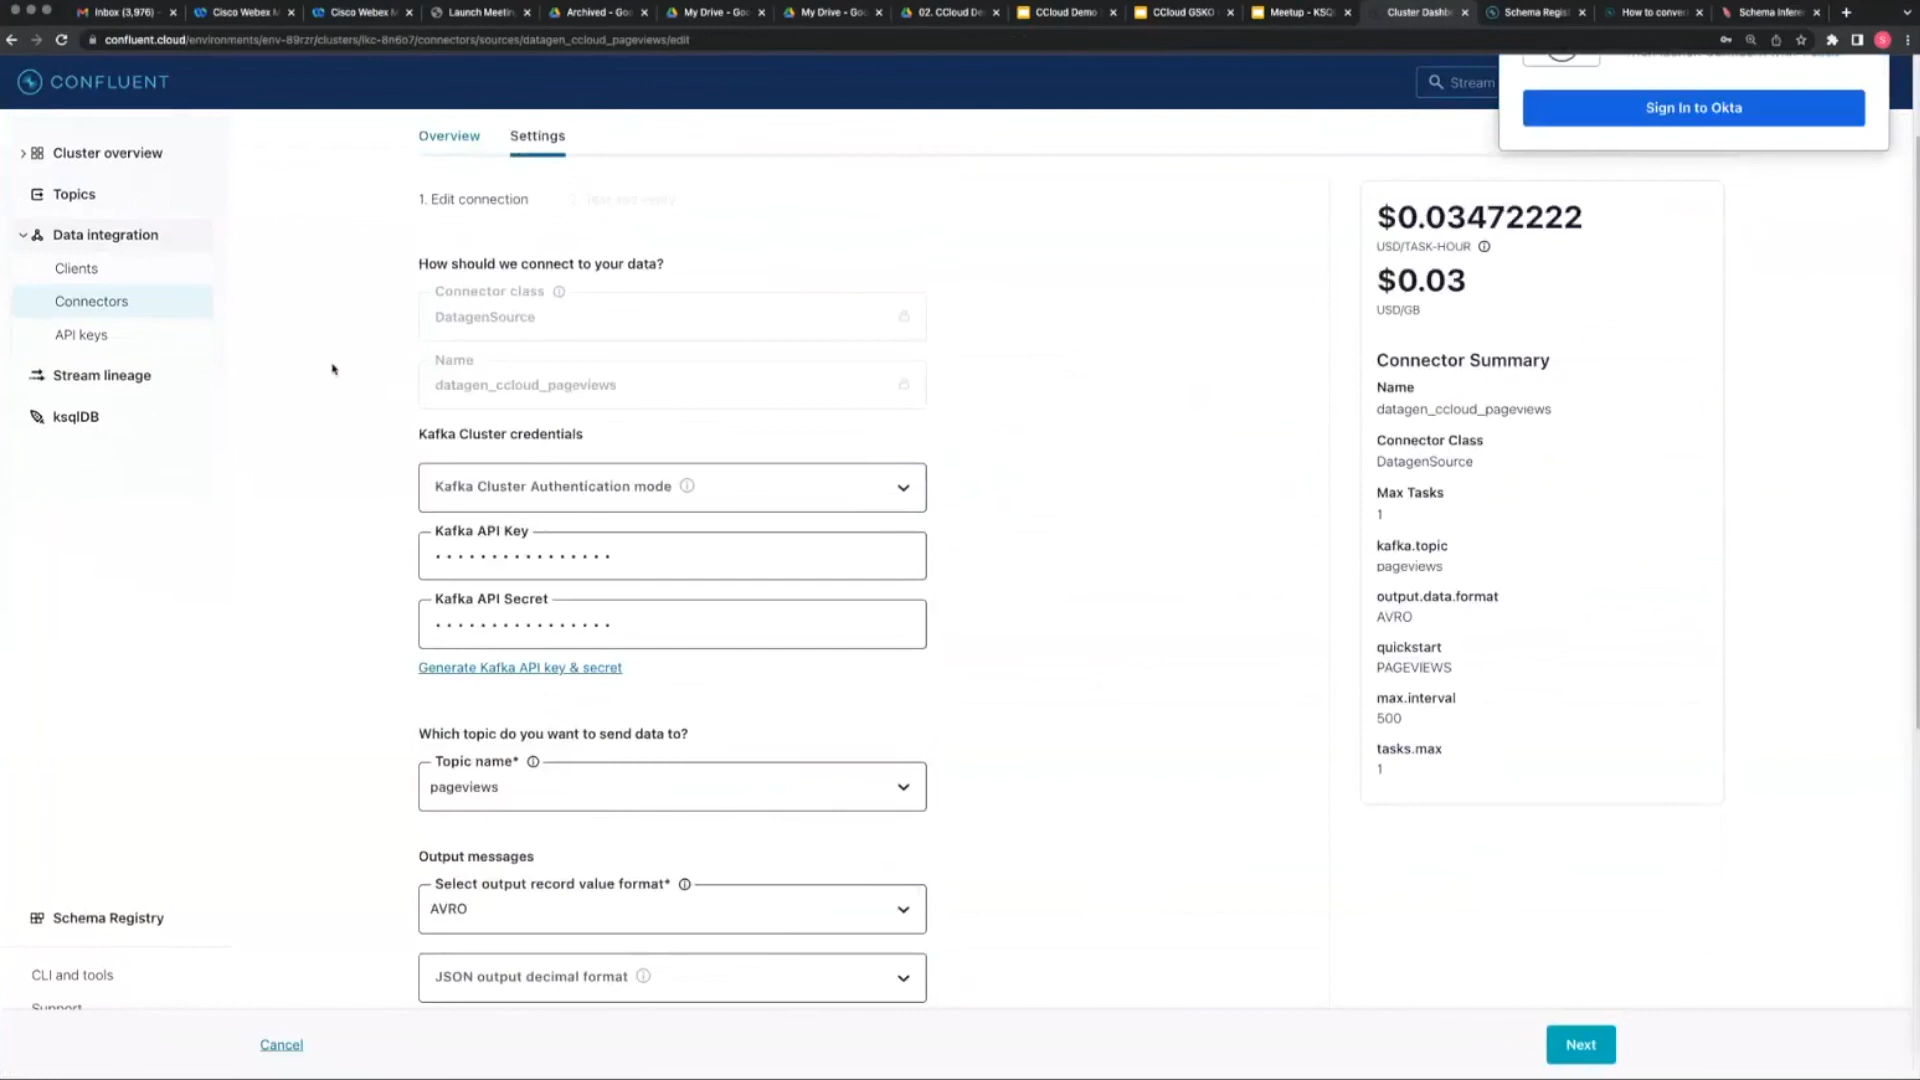 Inbox (3,976)
Cisco Webex M
Cisco Webex M
Launch Meetin
Archived - Goo
My Drive - Goo
My Drive - Goo
02. CCloud De
CCloud Demo
CCloud GSKO
Meetup - KSQ
Cluster Dashbo
Schema Regist
How to conver
Schema Infere
confluent.cloud/environments/env-89rzr/clusters/lkc-8n6o7/connectors/sources/datagen_ccloud_pageviews/edit
CONFLUENT
Stream
Sign In to Okta
Cluster overview
Topics
Data integration
Clients
Connectors
API keys
Stream lineage
ksqlDB
Schema Registry
CLI and tools
Support
Overview
Settings
1. Edit connection
How should we connect to your data?
Connector class
DatagenSource
Name
datagen_ccloud_pageviews
Kafka Cluster credentials
Kafka Cluster Authentication mode
Kafka API Key
Kafka API Secret
Generate Kafka API key & secret
Which topic do you want to send data to?
Topic name*
pageviews
Output messages
Select output record value format*
AVRO
JSON output decimal format
$0.03472222
USD/TASK-HOUR
$0.03
USD/GB
Connector Summary
Name
datagen_ccloud_pageviews
Connector Class
DatagenSource
Max Tasks
1
kafka.topic
pageviews
output.data.format
AVRO
quickstart
PAGEVIEWS
max.interval
500
tasks.max
1
Cancel
Next